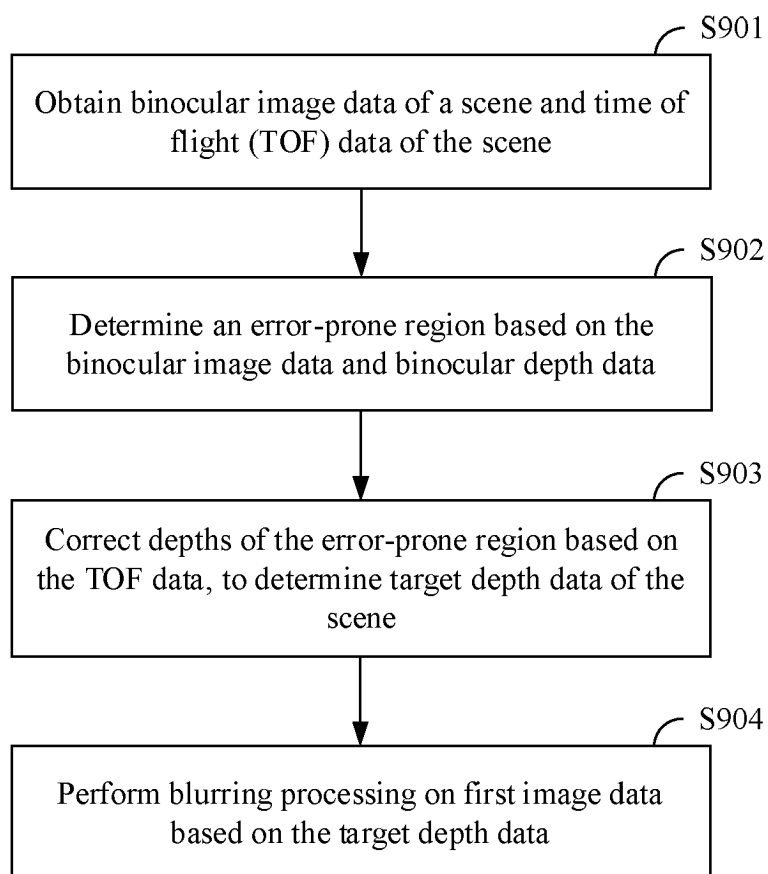 S901
Obtain binocular image data of a scene and time of
flight (TOF) data of the scene
S902
Determine an error-prone region based on the
binocular image data and binocular depth data
S903
Correct depths of the error-prone region based on
the TOF data, to determine target depth data of the
scene
S904
Perform blurring processing on first image data
based on the target depth data